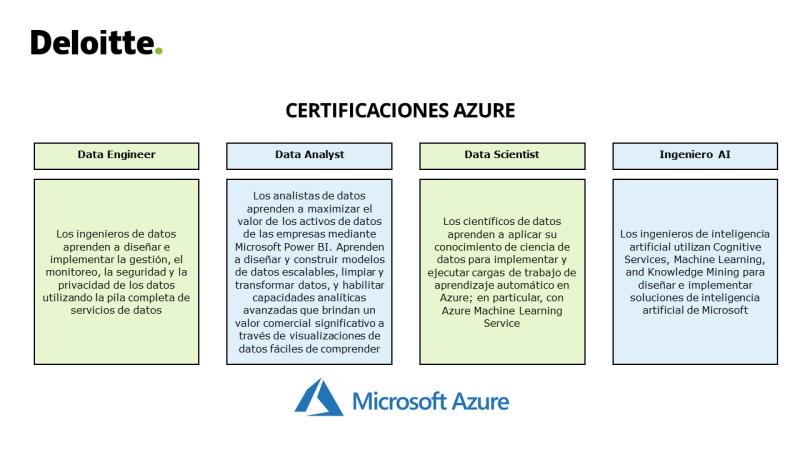 Deloitte.
CERTIFICACIONES AZURE
Data Engineer
Los ingenieros de datos
aprenden a diseñar e
implementar la gestión, el
monitoreo, la seguridad y la
privacidad de los datos
utilizando la pila completa de
servicios de datos
Data Analyst
Los analistas de datos
aprenden a maximizar el
valor de los activos de datos
de las empresas mediante
Microsoft Power BI. Aprenden
a diseñar y construir modelos
de datos escalables, limpiar y
transformar datos, y habilitar
capacidades analíticas
avanzadas que brindan un
valor comercial significativo a
través de visualizaciones de
datos fáciles de comprender
Data Scientist
Los científicos de datos
aprenden a aplicar su
conocimiento de ciencia de
datos para implementar y
ejecutar cargas de trabajo de
aprendizaje automático en
Azure; en particular, con
Azure Machine Learning
Service
Ingeniero AI
Los ingenieros de inteligencia
artificial utilizan Cognitive
Services, Machine Learning,
and Knowledge Mining para
diseñar e implementar
soluciones de inteligencia
artificial de Microsoft
Microsoft Azure